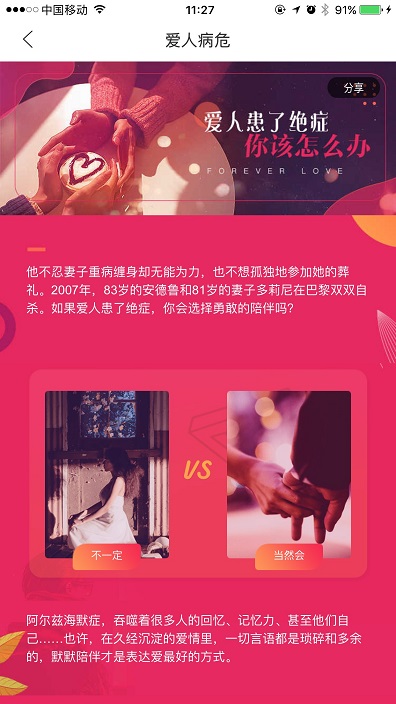 中国移动
11:27
91%
爱人病危
分享
爱人患了绝症
你该怎么办
FOREVER LOVE
他不忍妻子重病缠身却无能为力，也不想孤独地参加她的葬
礼。2007年，83岁的安德鲁和81岁的妻子多莉尼在巴黎双双自
杀。如果爱人患了绝症，你会选择勇敢的陪伴吗？
VS
不一定
当然会
阿尔兹海默症，吞噬着很多人的回忆、记忆力、甚至他们自
己……也许，在久经沉淀的爱情里，一切言语都是琐碎和多余
的，默默陪伴才是表达爱最好的方式。